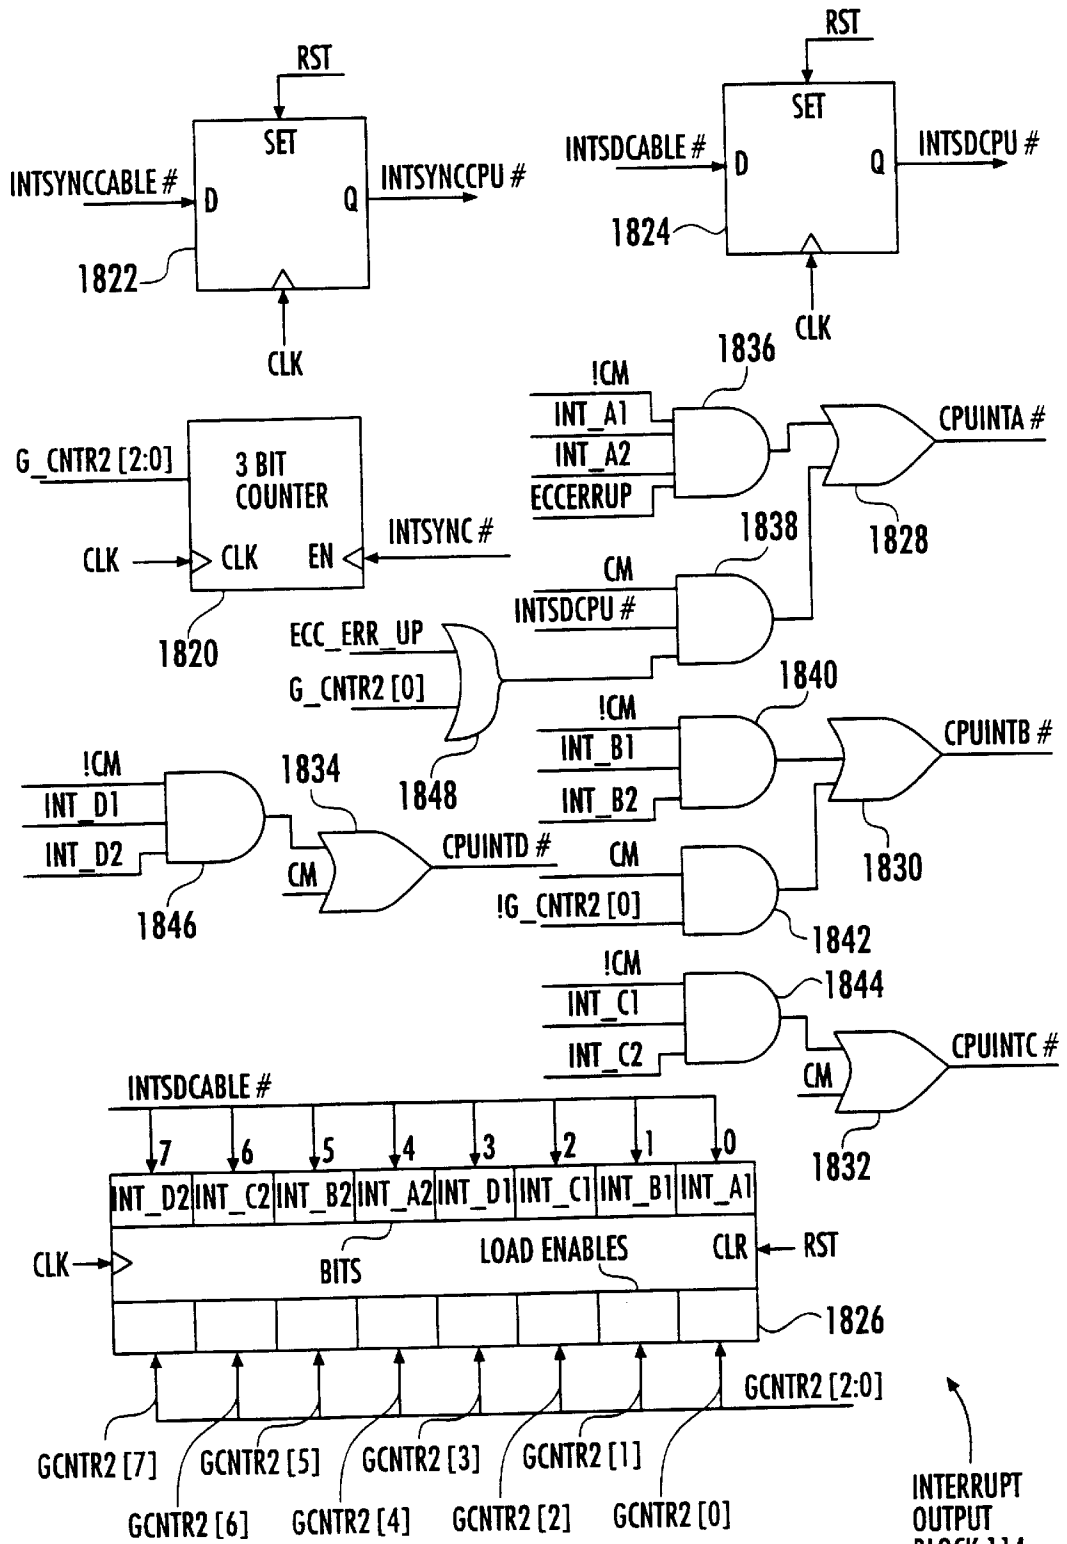 RST
SET
INTSYNCCABLE #
D
Q
INTSYNCCPU #
1822
CLK
RST
SET
INTSDCABLE #
D
Q
INTSDCPU #
1824
CLK
G_CNTR2 [2:0]
3 BIT
COUNTER
CLK
CLK
EN
INTSYNC #
1820
!CM
INT_A1
INT_A2
ECCERRUP
1836
CPUINTA #
1828
CM
INTSDCPU #
1838
ECC_ERR_UP
G_CNTR2 [0]
1848
!CM
INT_B1
INT_B2
1840
CPUINTB #
1830
CM
!G_CNTR2 [0]
1842
!CM
INT_D1
INT_D2
1846
1834
CM
CPUINTD #
!CM
INT_C1
INT_C2
1844
CM
CPUINTC #
1832
INTSDCABLE #
7 6 5 4 3 2 1 0
INT_D2 INT_C2 INT_B2 INT_A2 INT_D1 INT_C1 INT_B1 INT_A1
CLK
BITS
LOAD ENABLES
CLR
RST
1826
GCNTR2 [2:0]
GCNTR2 [7]
GCNTR2 [5]
GCNTR2 [3]
GCNTR2 [1]
GCNTR2 [6]
GCNTR2 [4]
GCNTR2 [2]
GCNTR2 [0]
INTERRUPT
OUTPUT
BLOCK 114